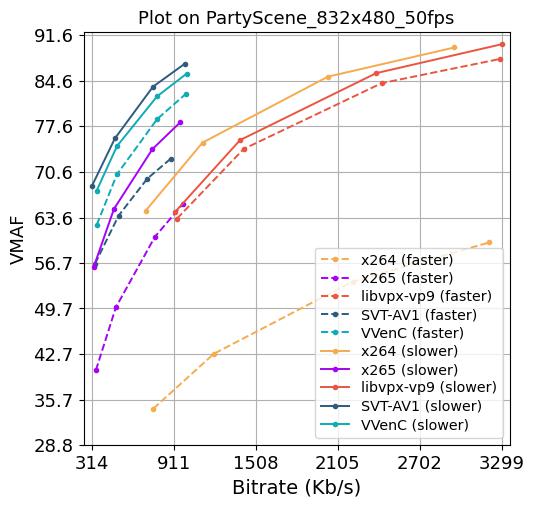 Plot on PartyScene_832x480_50fps
91.6
84.6
77.6
70.6
63.6
56.7
49.7
42.7
35.7
28.8
VMAF
x264 (faster)
x265 (faster)
libvpx-vp9 (faster)
SVT-AV1 (faster)
VVenC (faster)
x264 (slower)
x265 (slower)
libvpx-vp9 (slower)
SVT-AV1 (slower)
VVenC (slower)
314 911 1508 2105 2702 3299
Bitrate (Kb/s)